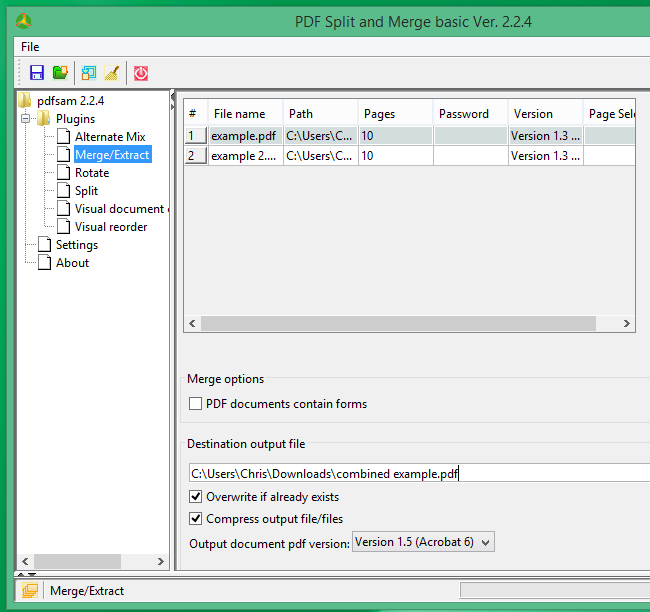 PDF Split and Merge basic Ver. 2.2.4
File
pdfsam 2.2.4
Plugins
Alternate Mix
Merge/Extract
Rotate
Split
Visual document
Visual reorder
Settings
About
# File name Path Pages Password Version Page Sel
1 example.pdf C:\Users\C... 10 Version 1.3 ...
2 example 2.... C:\Users\C... 10 Version 1.3 ...
Merge options
PDF documents contain forms
Destination output file
C:\Users\Chris\Downloads\combined example.pdf
Overwrite if already exists
Compress output file/files
Output document pdf version: Version 1.5 (Acrobat 6)
Merge/Extract